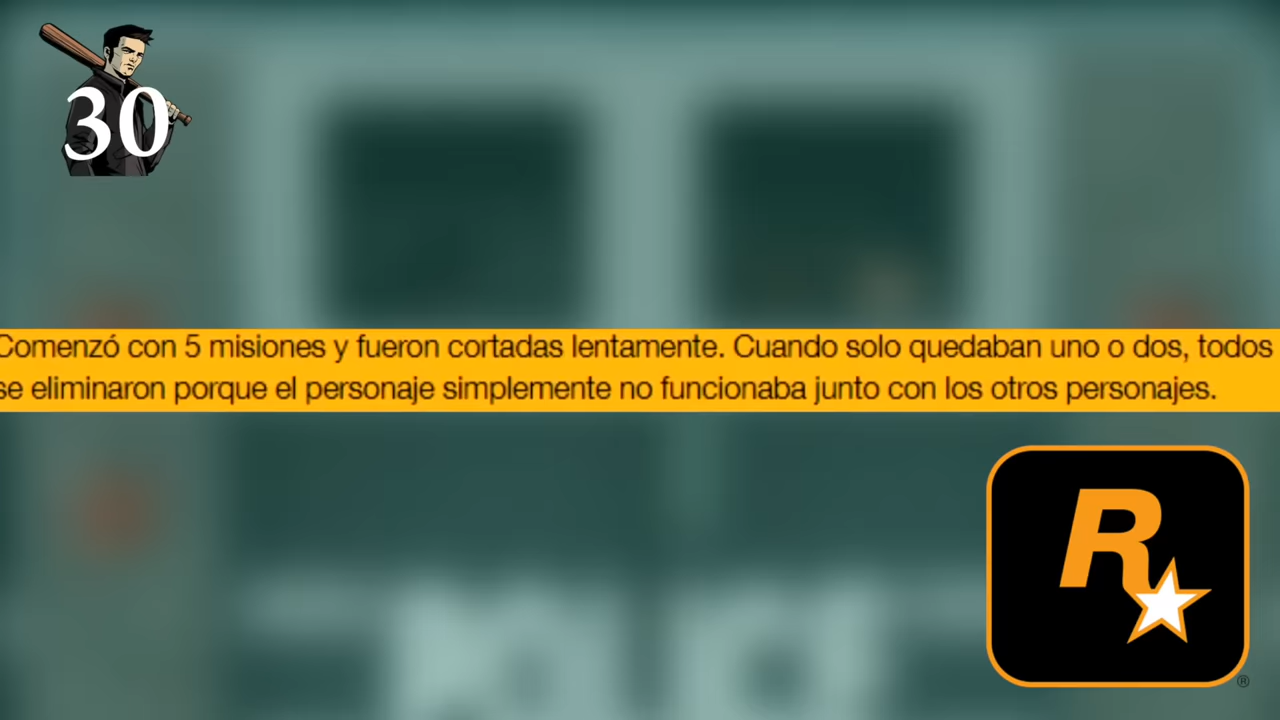 30
Comenzó con 5 misiones y fueron cortadas lentamente. Cuando solo quedaban uno o dos, todos
se eliminaron porque el personaje simplemente no funcionaba junto con los otros personajes.
R
®